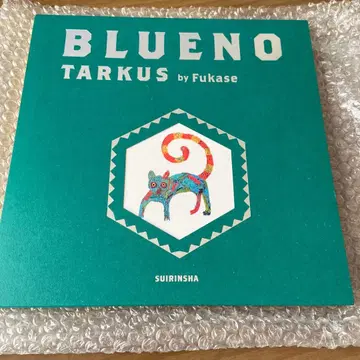 BLUENO
TARKUS by Fukase
SUIRINSHA